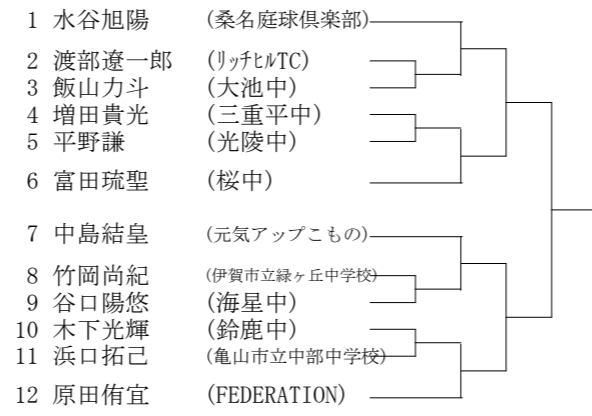 1 水谷旭陽 (桑名庭球倶楽部)
2 渡部遼一郎 (ﾘｯﾁﾋﾙTC)
3 飯山力斗 (大池中)
4 増田貴光 (三重平中)
5 平野謙 (光陵中)
6 富田琉聖 (桜中)
7 中島結皇 (元気アップこもの)
8 竹岡尚紀 (伊賀市立緑ヶ丘中学校)
9 谷口陽悠 (海星中)
10 木下光輝 (鈴鹿中)
11 浜口拓己 (亀山市立中部中学校)
12 原田侑宜 (FEDERATION)